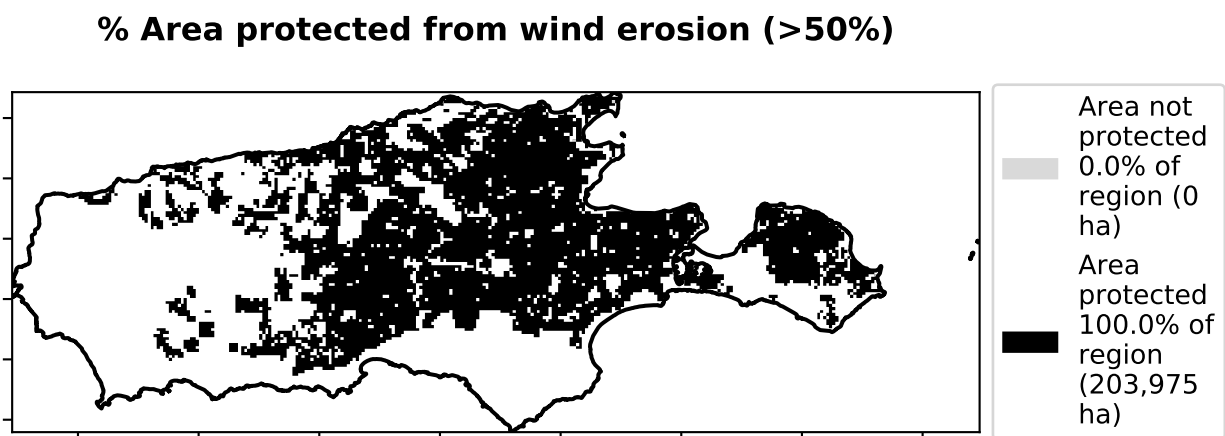 % Area protected from wind erosion (>50%)
Area not
protected
0.0% of
region (0
ha)
Area
protected
100.0% of
region
(203,975
ha)